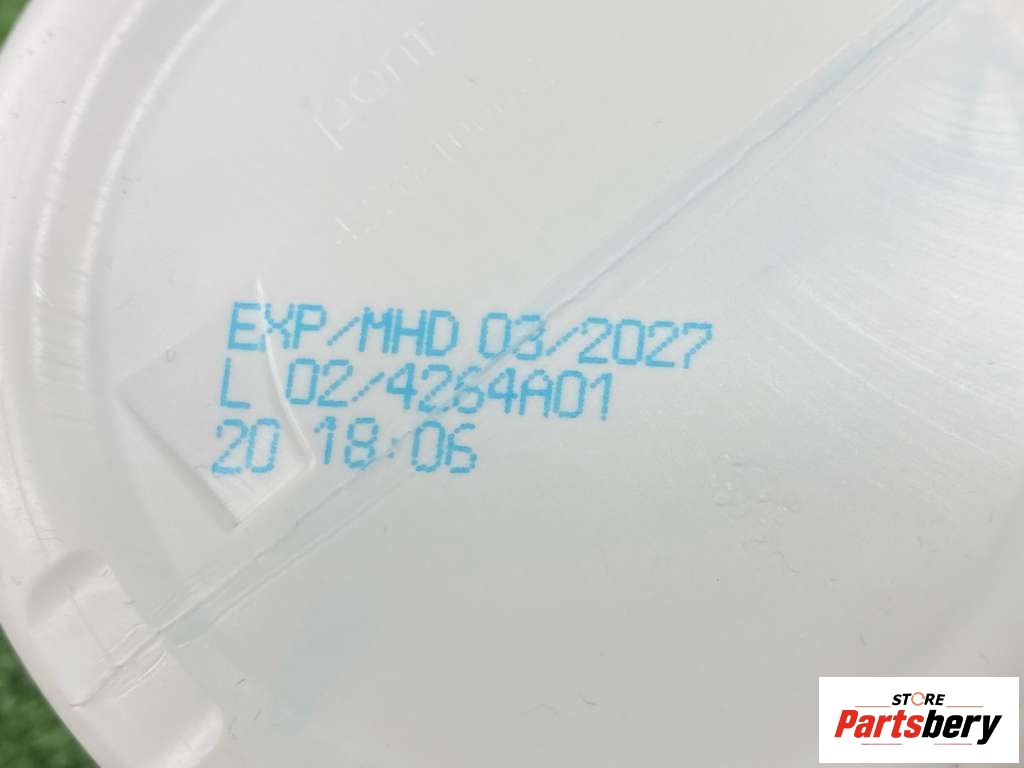 EXP/MHD 03/2027
L 02/4264A01
20 18:06
STORE
Partsbery